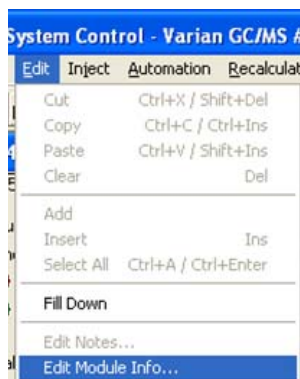 System Control - Varian GC/MS #
Edit Inject Automation Recalculat
Cut Ctrl+X / Shift+Del
Copy Ctrl+C / Ctrl+Ins
Paste Ctrl+V / Shift+Ins
Clear Del
Add
Insert Ins
Select All Ctrl+A / Ctrl+Enter
Fill Down
Edit Notes...
Edit Module Info...